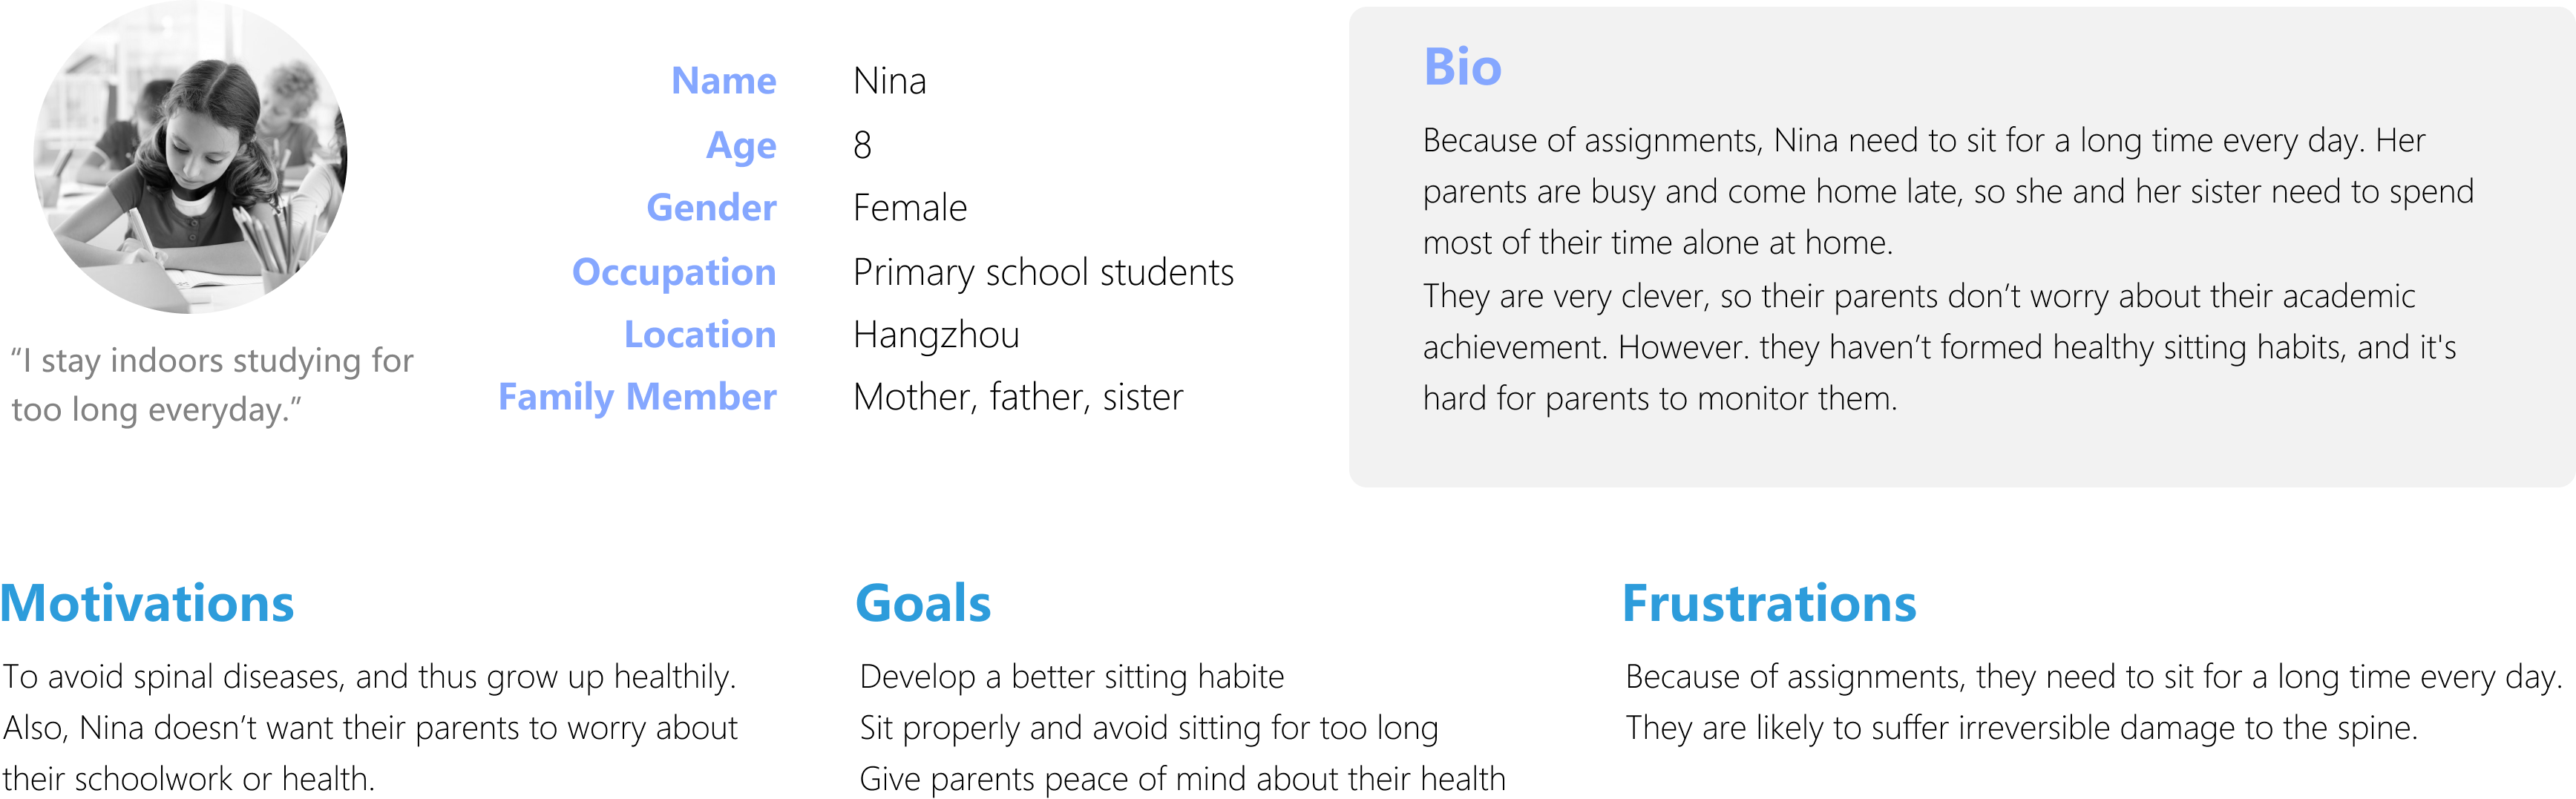 “I stay indoors studying for
too long everyday.”
Name Nina
Age 8
Gender Female
Occupation Primary school students
Location Hangzhou
Family Member Mother, father, sister
Bio
Because of assignments, Nina need to sit for a long time every day. Her
parents are busy and come home late, so she and her sister need to spend
most of their time alone at home.
They are very clever, so their parents don’t worry about their academic
achievement. However. they haven’t formed healthy sitting habits, and it's
hard for parents to monitor them.
Motivations
To avoid spinal diseases, and thus grow up healthily.
Also, Nina doesn’t want their parents to worry about
their schoolwork or health.
Goals
Develop a better sitting habite
Sit properly and avoid sitting for too long
Give parents peace of mind about their health
Frustrations
Because of assignments, they need to sit for a long time every day.
They are likely to suffer irreversible damage to the spine.